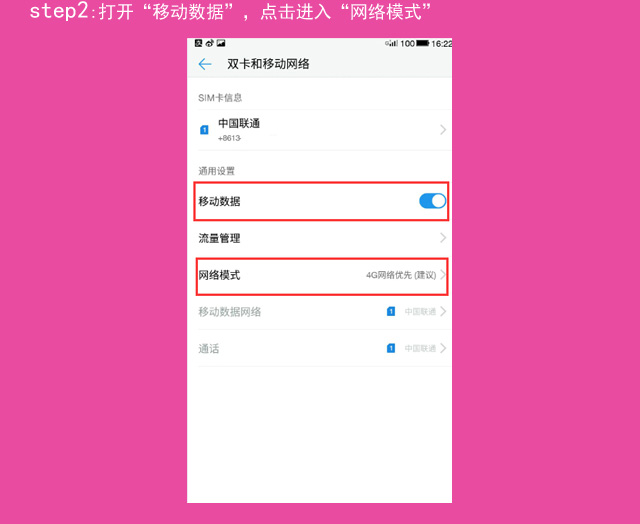 step2:打开“移动数据”，点击进入“网络模式”
100 16:22
双卡和移动网络
SIM卡信息
1 中国联通
+8613-
通用设置
移动数据
流量管理
网络模式 4G网络优先 (建议)
移动数据网络 1 中国联通
通话 1 中国联通